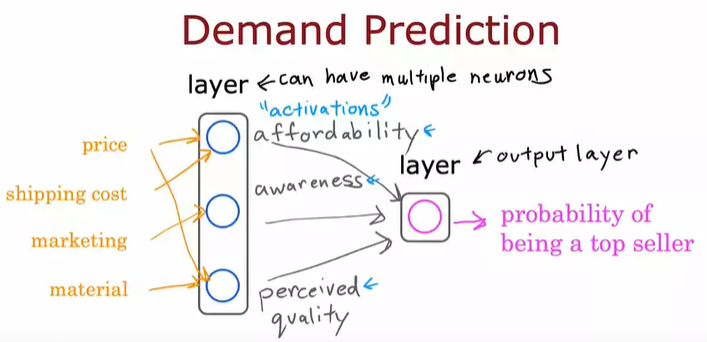 Demand Prediction
layer ←can have multiple neurons
"activations"
price
affordability
layer
output layer
shipping cost
awareness
probability of
being a top seller
marketing
material
perceived
quality